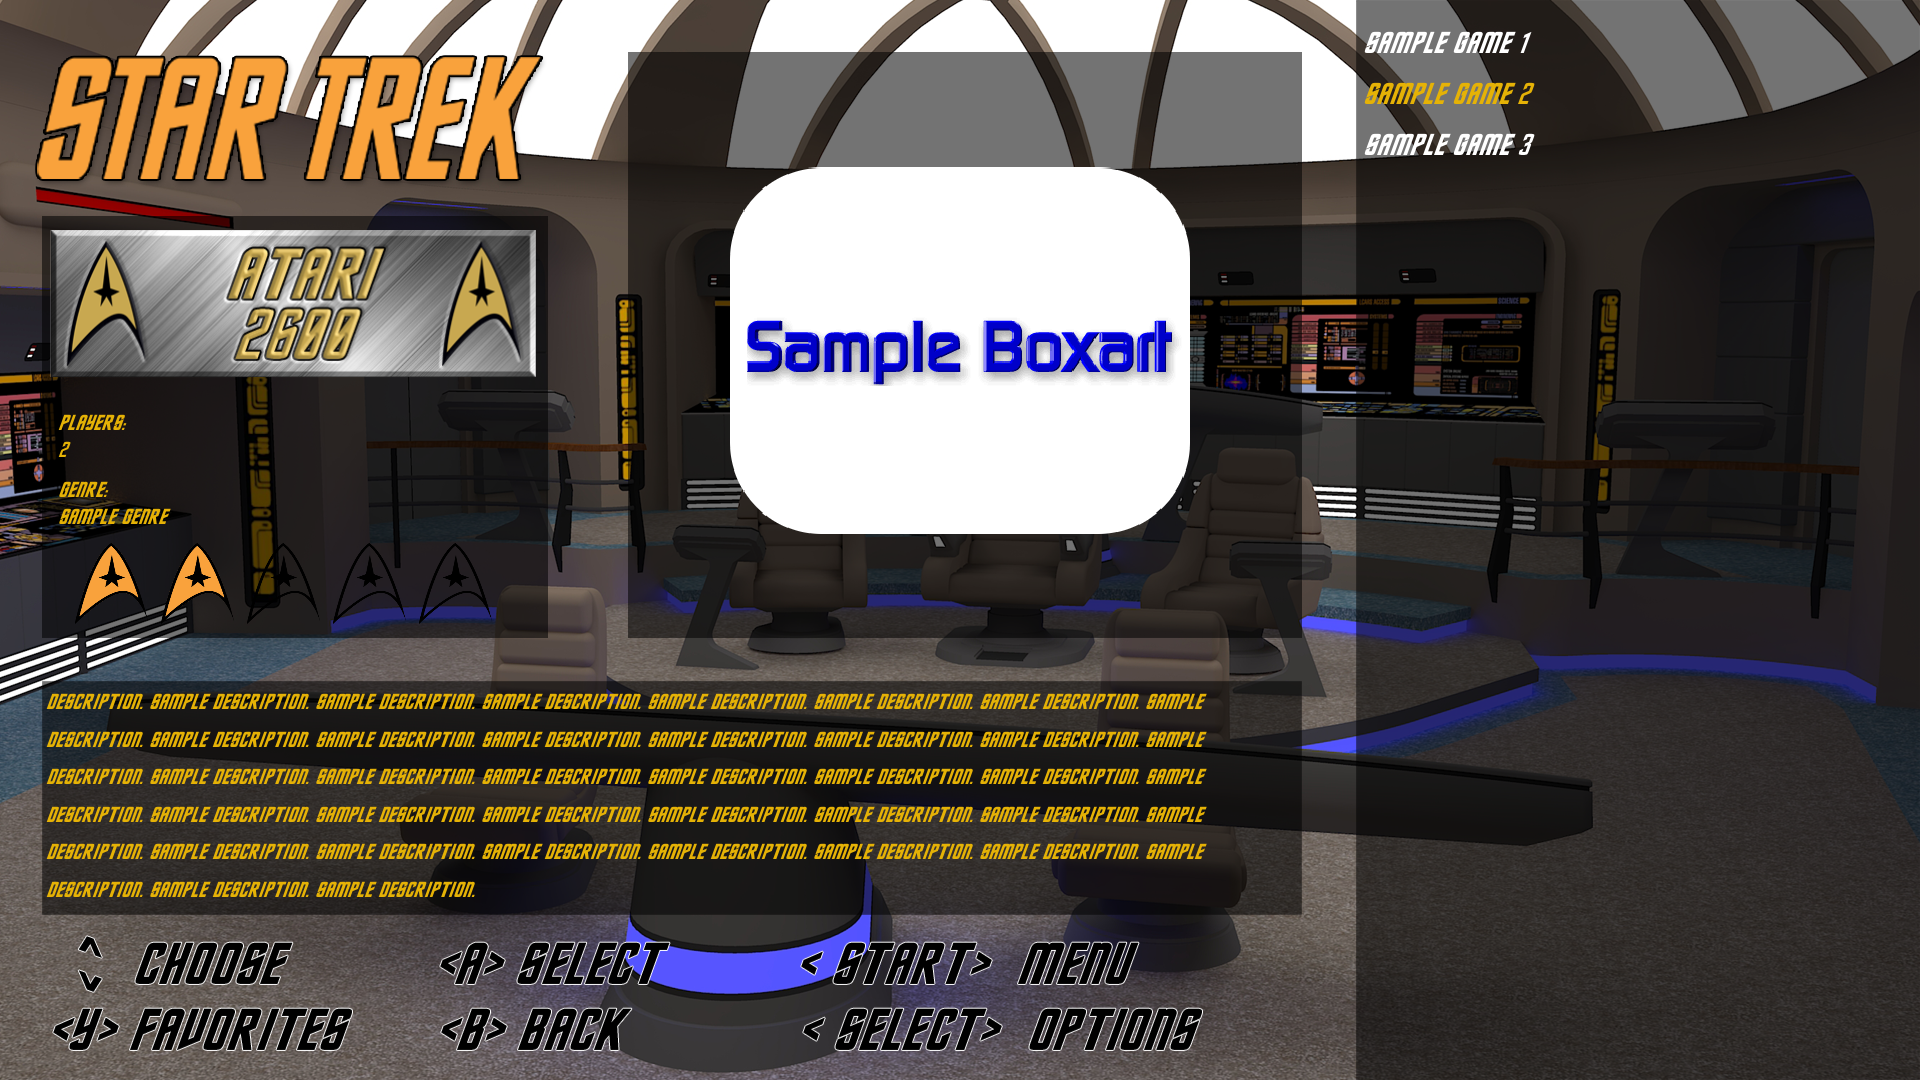 STAR TREK
ATARI
2600
PLAYERS:
2
GENRE:
SAMPLE GENRE
Sample Boxart
SAMPLE GAME 1
SAMPLE GAME 2
SAMPLE GAME 3
DESCRIPTION. SAMPLE DESCRIPTION. SAMPLE DESCRIPTION. SAMPLE DESCRIPTION. SAMPLE DESCRIPTION. SAMPLE DESCRIPTION. SAMPLE DESCRIPTION. SAMPLE
DESCRIPTION. SAMPLE DESCRIPTION. SAMPLE DESCRIPTION. SAMPLE DESCRIPTION. SAMPLE DESCRIPTION. SAMPLE DESCRIPTION. SAMPLE DESCRIPTION. SAMPLE
DESCRIPTION. SAMPLE DESCRIPTION. SAMPLE DESCRIPTION. SAMPLE DESCRIPTION. SAMPLE DESCRIPTION. SAMPLE DESCRIPTION. SAMPLE DESCRIPTION. SAMPLE
DESCRIPTION. SAMPLE DESCRIPTION. SAMPLE DESCRIPTION. SAMPLE DESCRIPTION. SAMPLE DESCRIPTION. SAMPLE DESCRIPTION. SAMPLE DESCRIPTION. SAMPLE
DESCRIPTION. SAMPLE DESCRIPTION. SAMPLE DESCRIPTION. SAMPLE DESCRIPTION. SAMPLE DESCRIPTION. SAMPLE DESCRIPTION. SAMPLE DESCRIPTION. SAMPLE
DESCRIPTION. SAMPLE DESCRIPTION. SAMPLE DESCRIPTION.
CHOOSE <A> SELECT < START> MENU
<Y> FAVORITES <B> BACK < SELECT> OPTIONS